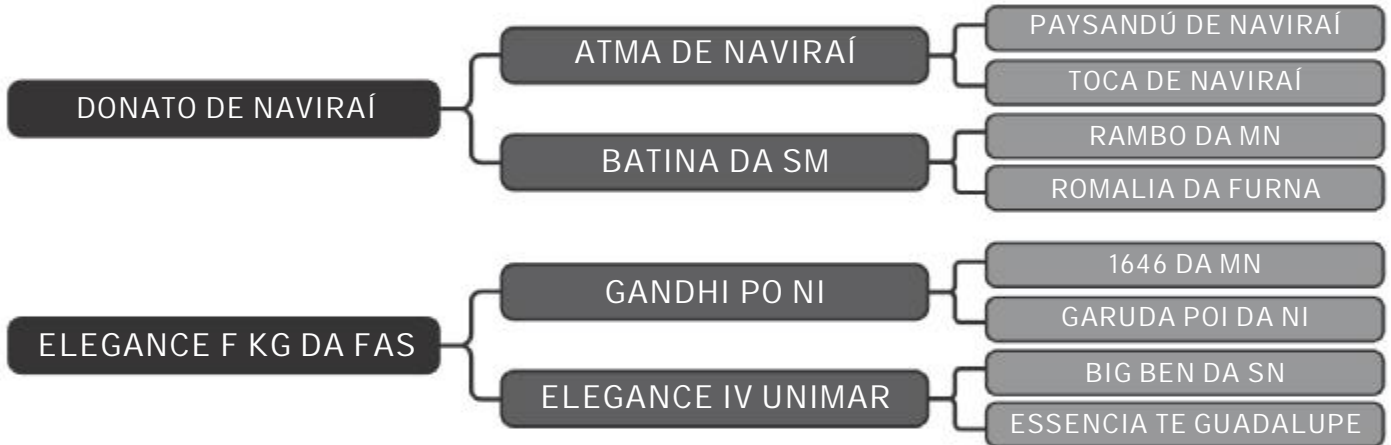 DONATO DE NAVIRAÍ
ATMA DE NAVIRAÍ
PAYSANDÚ DE NAVIRAÍ
TOCA DE NAVIRAÍ
BATINA DA SM
RAMBO DA MN
ROMALIA DA FURNA
ELEGANCE F KG DA FAS
GANDHI PO NI
1646 DA MN
GARUDA POI DA NI
ELEGANCE IV UNIMAR
BIG BEN DA SN
ESSENCIA TE GUADALUPE